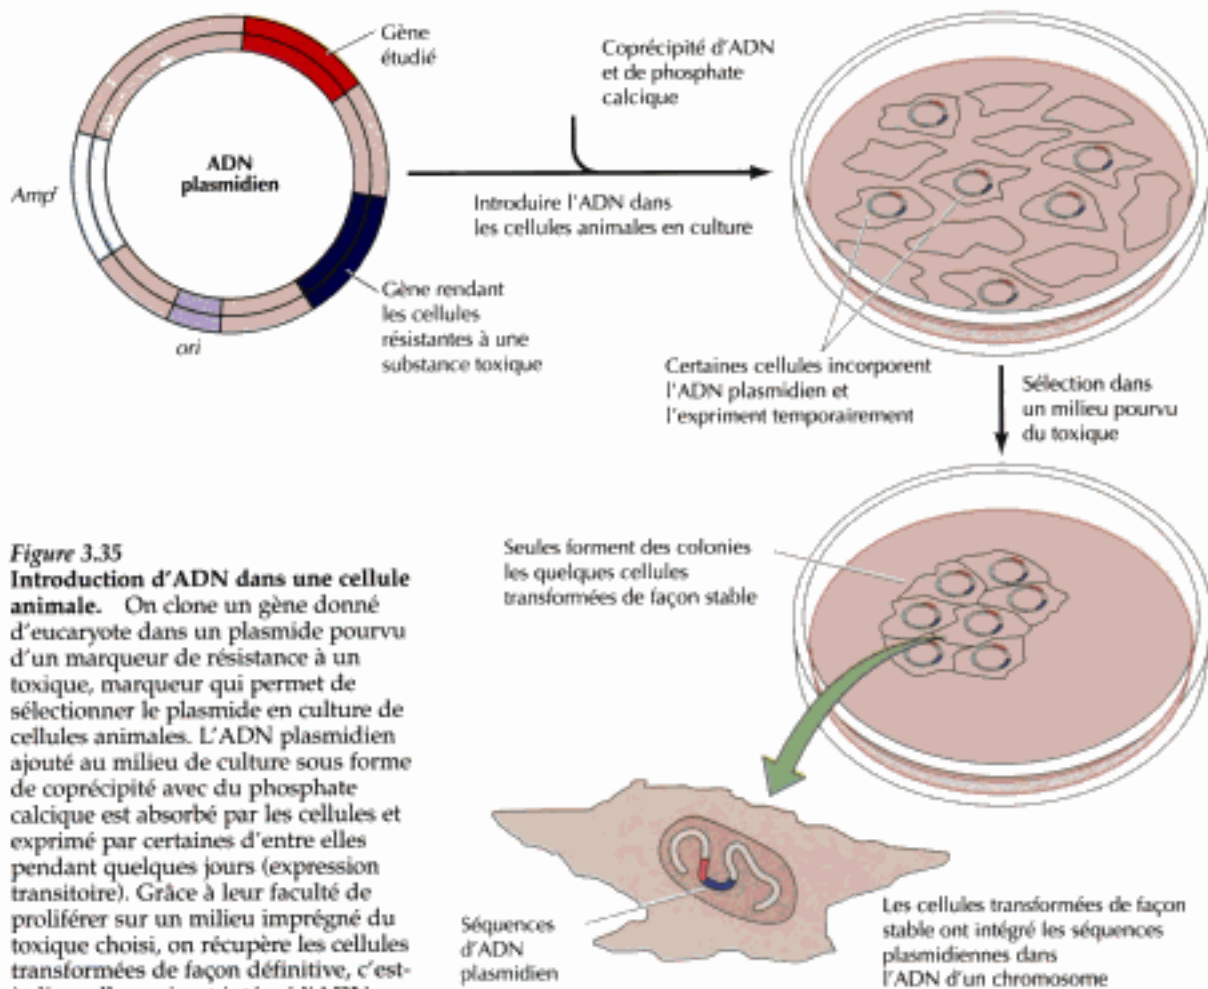 Gène
étudié
ADN
plasmidien
Ampʳ
ori
Gène rendant
les cellules
résistantes à une
substance toxique
Coprécipité d'ADN
et de phosphate
calcique
Introduire l'ADN dans
les cellules animales en culture
Certaines cellules incorporent
l'ADN plasmidien et
l'expriment temporairement
Sélection dans
un milieu pourvu
du toxique
Seules forment des colonies
les quelques cellules
transformées de façon stable
Séquences
d'ADN
plasmidien
Les cellules transformées de façon
stable ont intégré les séquences
plasmidiennes dans
l'ADN d'un chromosome
Figure 3.35
Introduction d'ADN dans une cellule
animale. On clone un gène donné
d'eucaryote dans un plasmide pourvu
d'un marqueur de résistance à un
toxique, marqueur qui permet de
sélectionner le plasmide en culture de
cellules animales. L'ADN plasmidien
ajouté au milieu de culture sous forme
de coprécipité avec du phosphate
calcique est absorbé par les cellules et
exprimé par certaines d'entre elles
pendant quelques jours (expression
transitoire). Grâce à leur faculté de
proliférer sur un milieu imprégné du
toxique choisi, on récupère les cellules
transformées de façon définitive, c'est-